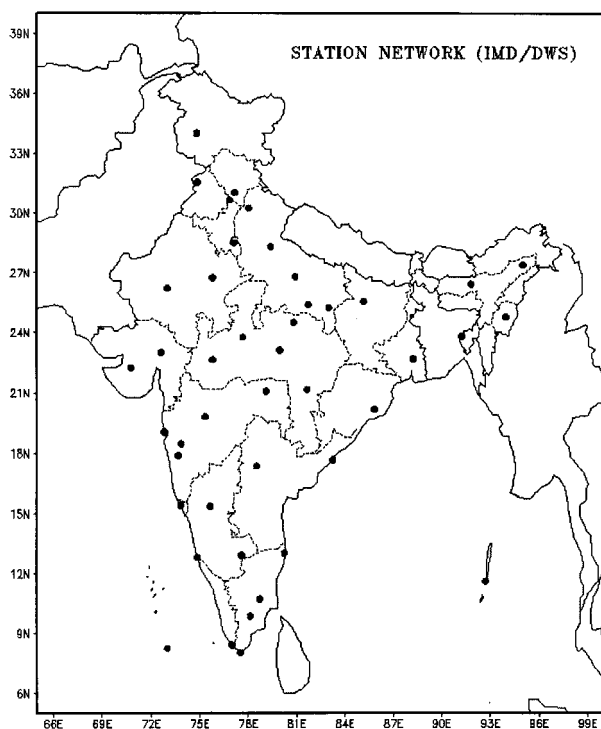 STATION NETWORK (IMD/DWS)
39N
36N
33N
30N
27N
24N
21N
18N
15N
12N
9N
6N
66E 69E 72E 75E 78E 81E 84E 87E 90E 93E 96E 99E